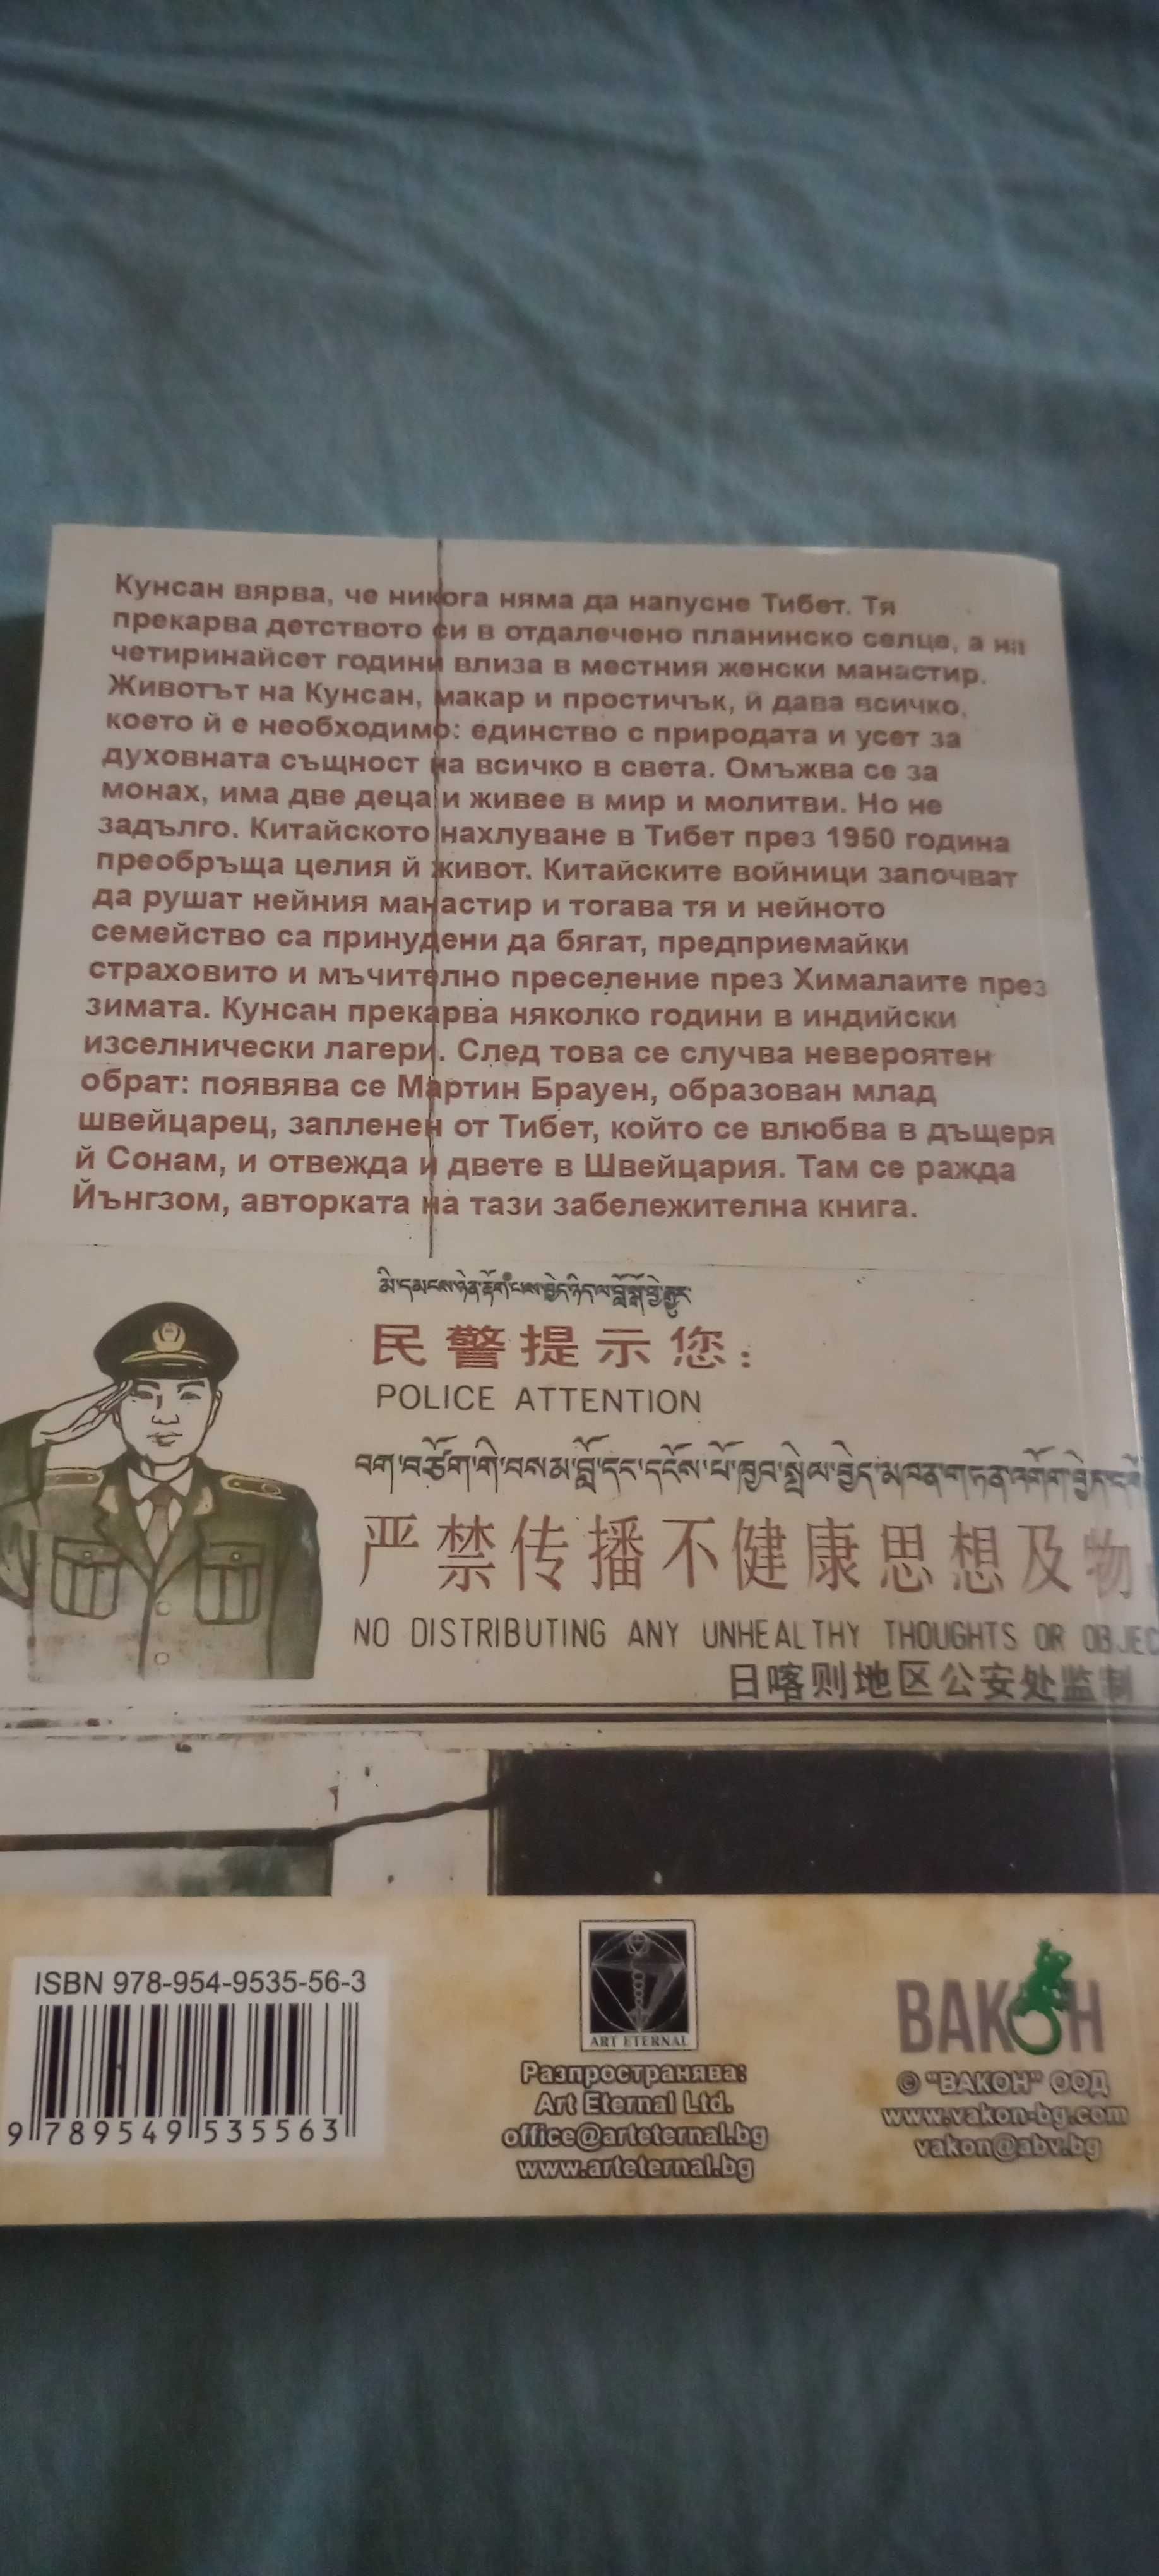 Кунсан вярва, че никога няма да напусне Тибет. Тя
прекарва детството си в отдалечено планинско селце, а на
четиринайсет години влиза в местния женски манастир.
Животът на Кунсан, макар и простичък, ѝ дава всичко,
което й е необходимо: единство с природата и усет за
духовната същност на всичко в света. Омъжва се за
монах, има две деца и живее в мир и молитви. Но не
задълго. Китайското нахлуване в Тибет през 1950 година
преобръща целия й живот. Китайските войници започват
да рушат нейния манастир и тогава тя и нейното
семейство са принудени да бягат, предприемайки
страховито и мъчително преселение през Хималаите през
зимата. Кунсан прекарва няколко години в индийски
изселнически лагери. След това се случва невероятен
обрат: появява се Мартин Брауен, образован млад
швейцарец, запленен от Тибет, който се влюбва в дъщеря
й Сонам, и отвежда и двете в Швейцария. Там се ражда
Йънгзом, авторката на тази забележителна книга.
民警提示您：
POLICE ATTENTION
严禁传播不健康思想及物
NO DISTRIBUTING ANY UNHEALTHY THOUGHTS OR OBJEC
日喀则地区公安处监制
ISBN 978-954-9535-56-3
9 789549 535563
ART ETERNAL
Разпространява:
Art Eternal Ltd.
office@arteternal.bg
www.arteternal.bg
ВАКОН
© "ВАКОН" ООД
www.vakon-bg.com
vakon@abv.bg